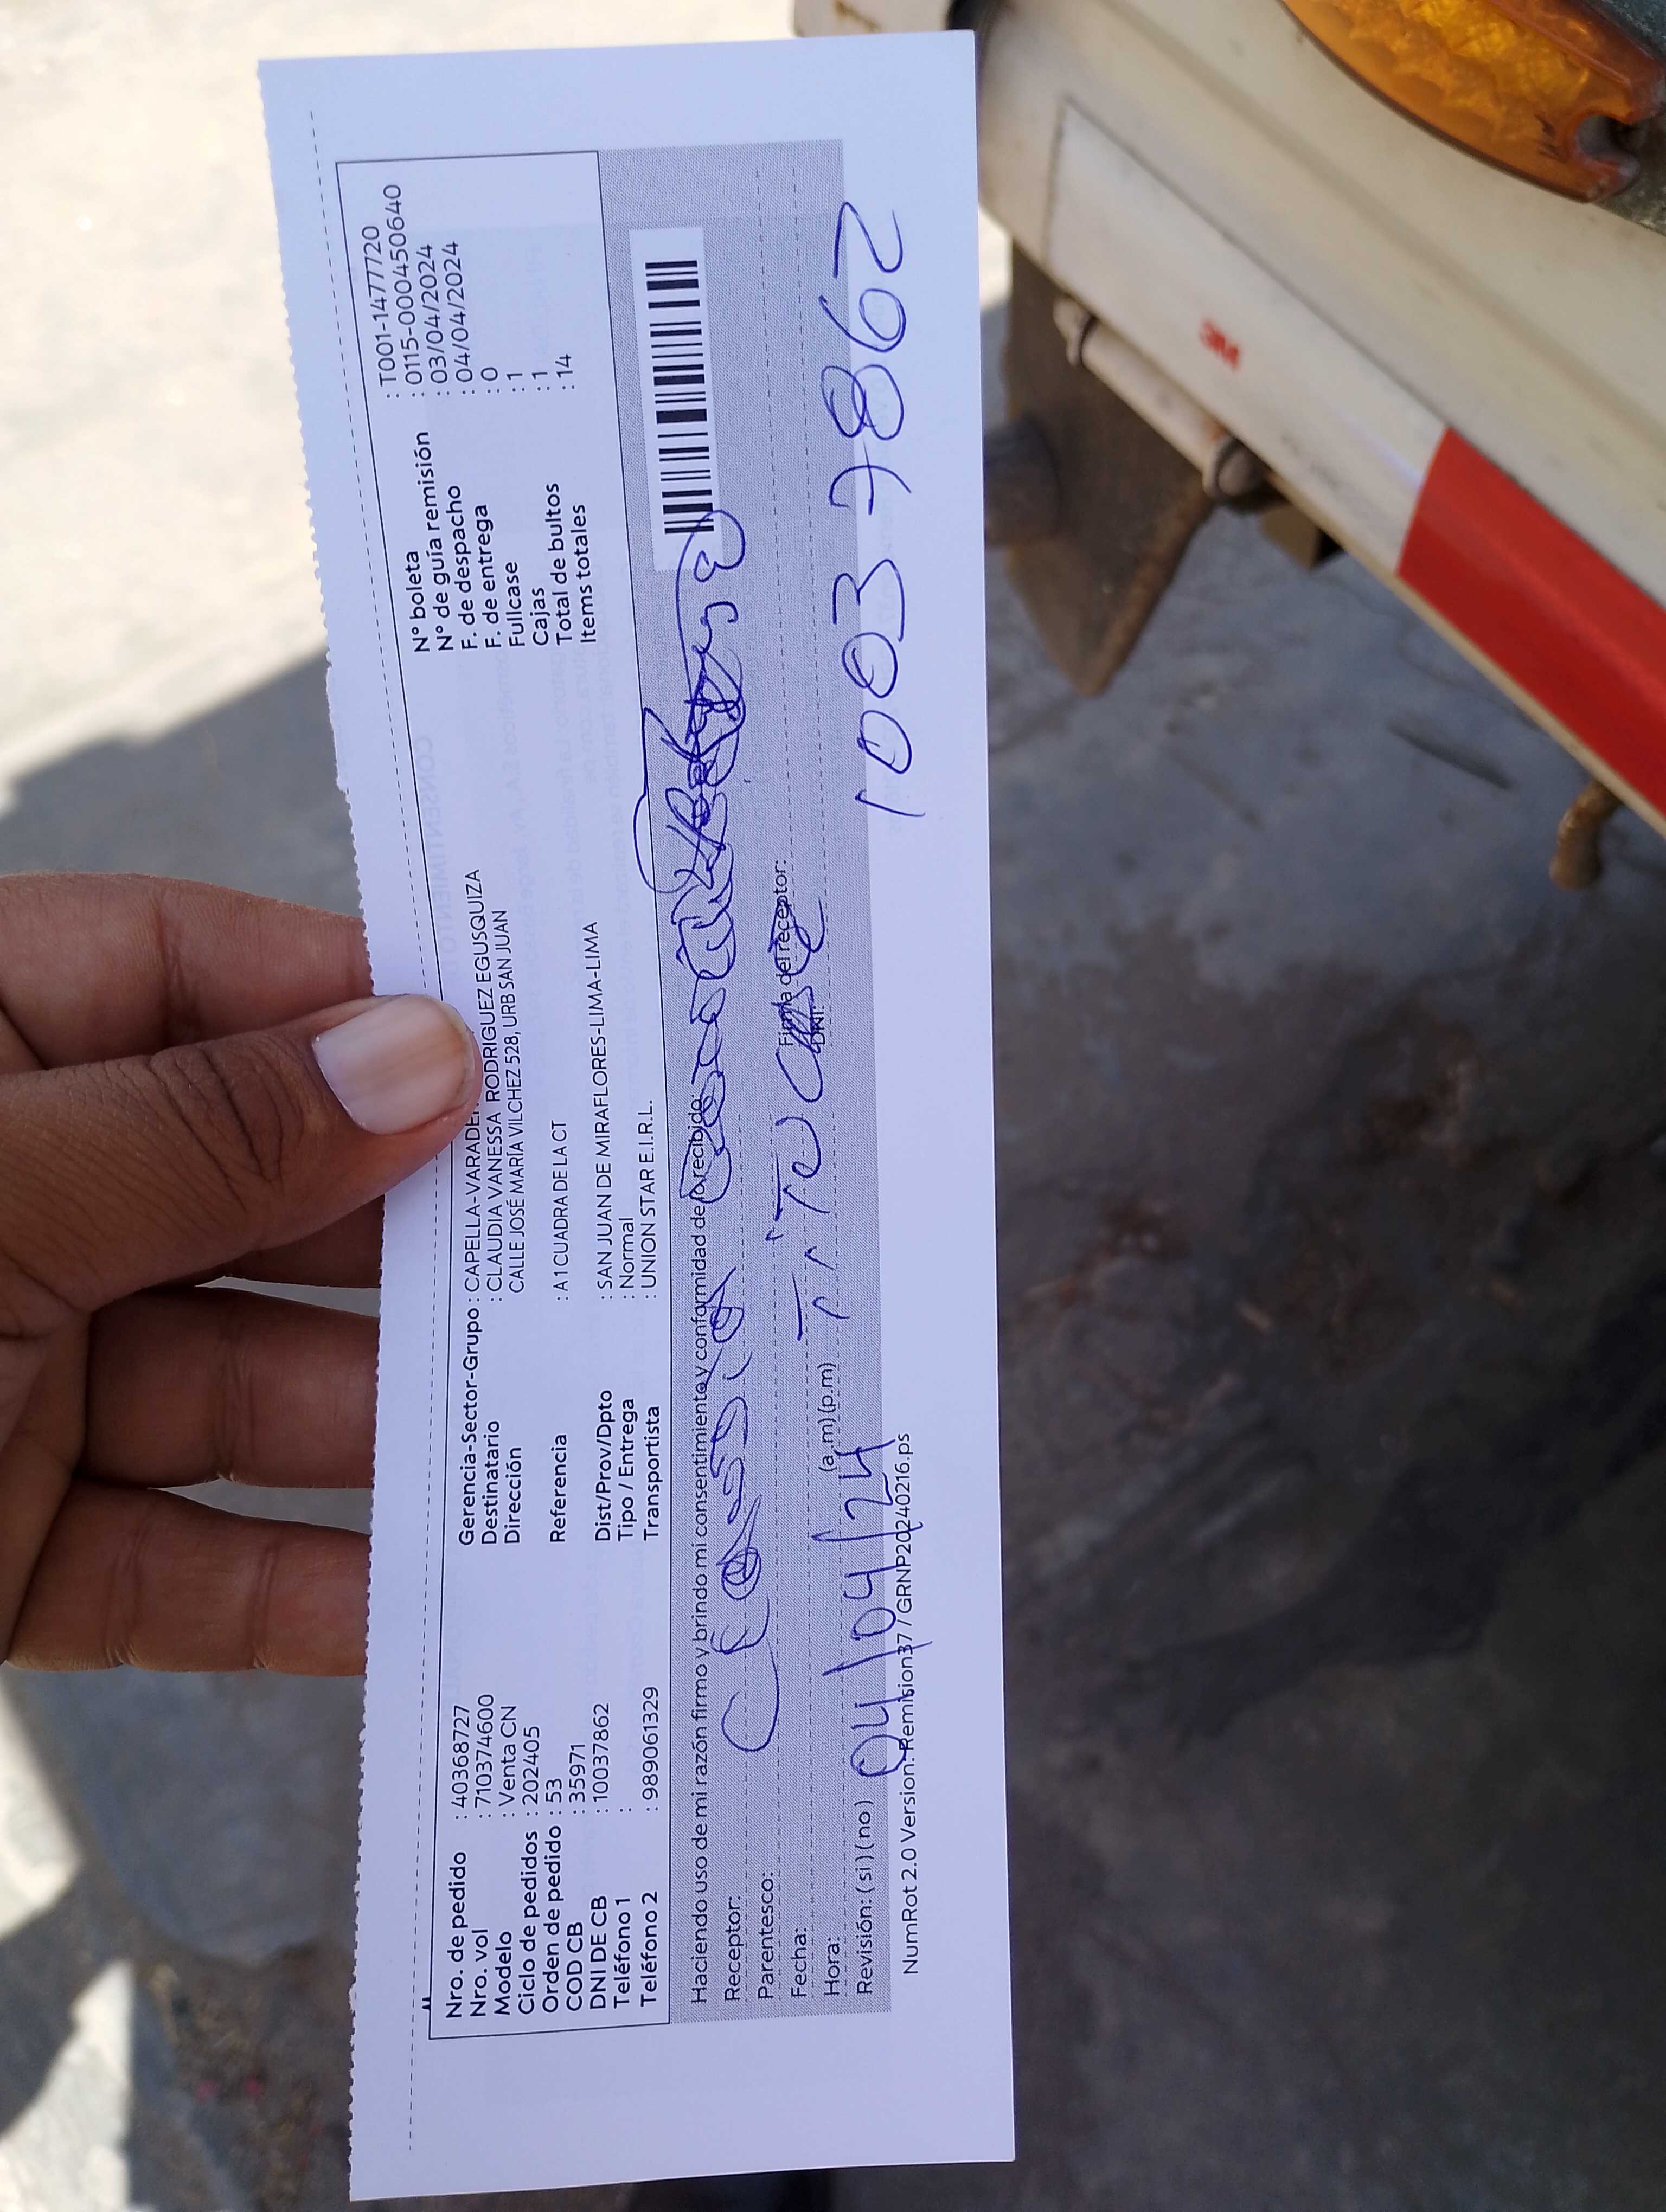 Nro. de pedido : 40368727
Nro. vol : 710374600
Modelo : Venta CN
Ciclo de pedidos : 202405
Orden de pedido : 53
COD CB : 35971
DNI DE CB : 10037862
Teléfono 1 :
Teléfono 2 : 989061329
Gerencia-Sector-Grupo : CAPELLA-VARADE
Destinatario : CLAUDIA VANESSA RODRIGUEZ EGUSQUIZA
Dirección CALLE JOSÉ MARÍA VILCHEZ 528, URB SAN JUAN
Referencia : A 1 CUADRA DE LA CT
Dist/Prov/Dpto : SAN JUAN DE MIRAFLORES-LIMA-LIMA
Tipo / Entrega : Normal
Transportista : UNION STAR E.I.R.L.
N° boleta : T001-1477720
N° de guía remisión : 0115-0000450640
F. de despacho : 03/04/2024
F. de entrega : 04/04/2024
Fullcase : 0
Cajas : 1
Total de bultos : 1
Items totales : 14
Haciendo uso de mi razón firmo y brindo mi consentimiento y conformidad de lo recibido:
Receptor:
Parentesco:
Fecha:
Hora: (a.m) (p.m)
Revisión: ( si ) ( no ) 04/04/24
Firma del receptor:
DNI:
1003 7862
NumRot 2.0 Version: Remision37 / GRNP20240216.ps
3M